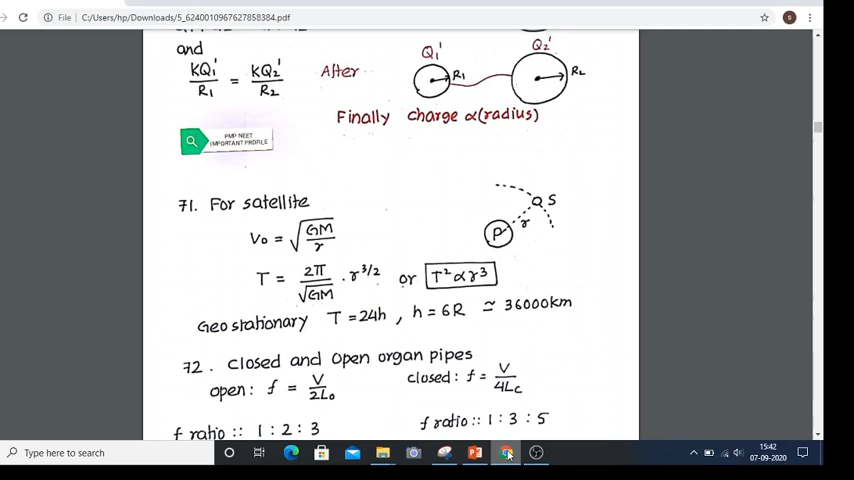 File
C:/Users/hp/Downloads/5_6240010967627858384.pdf
and
KQ₁' / R₁ = KQ₂' / R₂
After
Q₁'
Q₂'
R₁
R₂
Finally charge α(radius)
PMP NEET
IMPORTANT PROFILE
71. For satellite
V₀ = √(GM/r)
S
P
r
T = 2π/√GM · r^3/2 or T² α r³
Geo stationary T = 24h , h = 6R ≃ 36000km
72. Closed and Open organ pipes
open: f = V/2L₀
closed: f = V/4Lc
f ratio :: 1 : 2 : 3
f ratio :: 1 : 3 : 5
Type here to search
15:42
07-09-2020